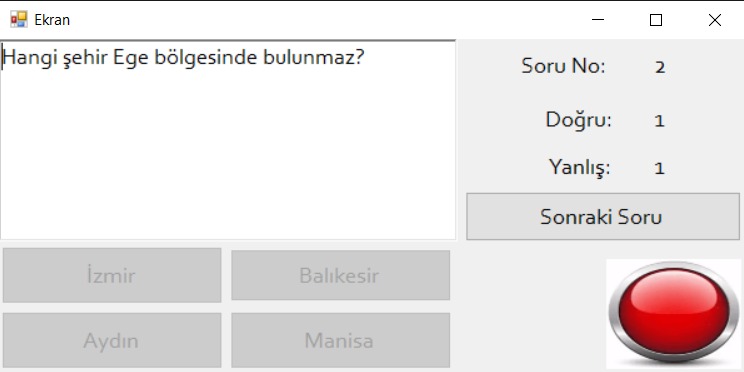 Ekran
Hangi şehir Ege bölgesinde bulunmaz?
Soru No: 2
Doğru: 1
Yanlış: 1
Sonraki Soru
İzmir
Balıkesir
Aydın
Manisa